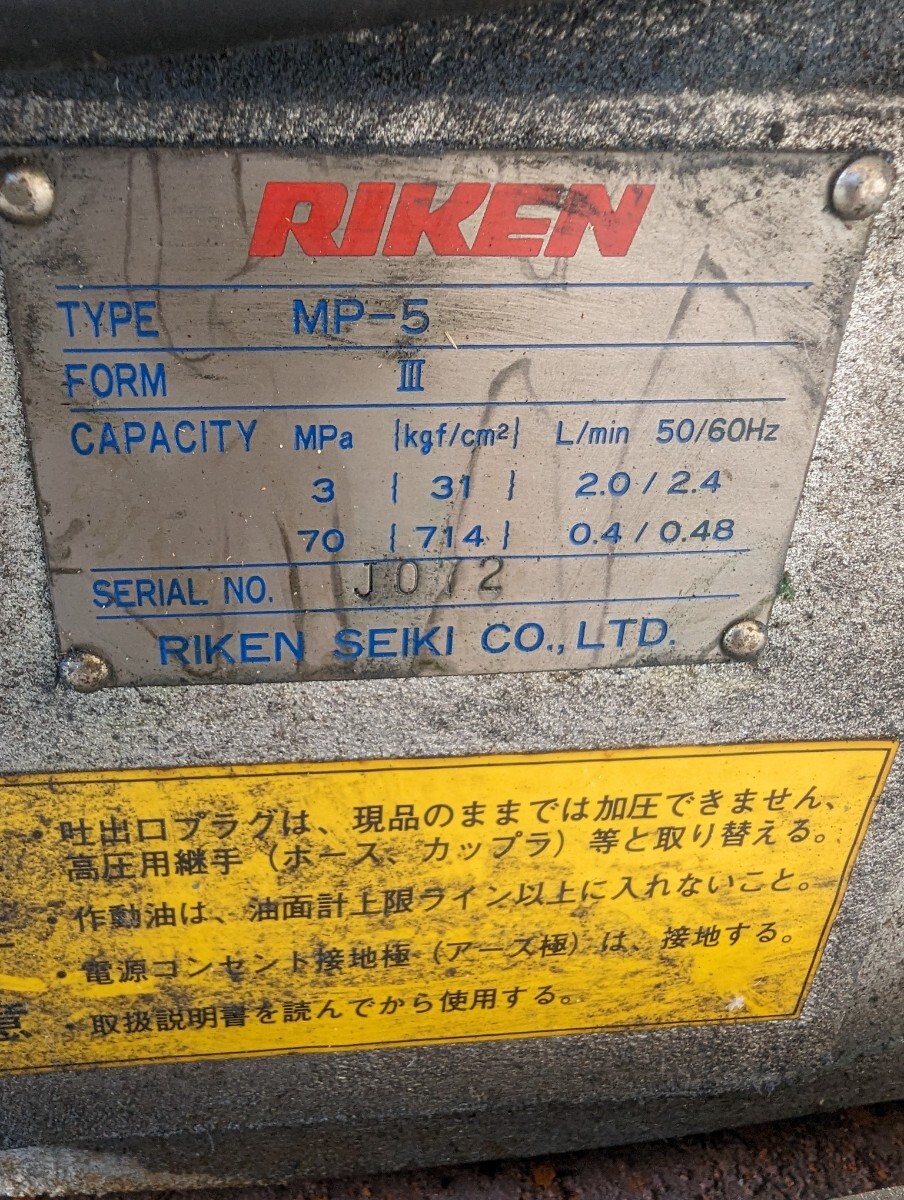 RIKEN
TYPE MP-5
FORM III
CAPACITY MPa {kgf/cm²} L/min 50/60Hz
3 { 31 } 2.0 / 2.4
70 { 714 } 0.4 / 0.48
SERIAL NO. J0
RIKEN SEIKI CO., LTD.
・吐出口プラグは、現品のままでは加圧できません、
高圧用継手（ホース、カップラ）等と取り替える。
・作動油は、油面計上限ライン以上に入れないこと。
・電源コンセント接地極（アース極）は、接地する。
・取扱説明書を読んでから使用する。
意